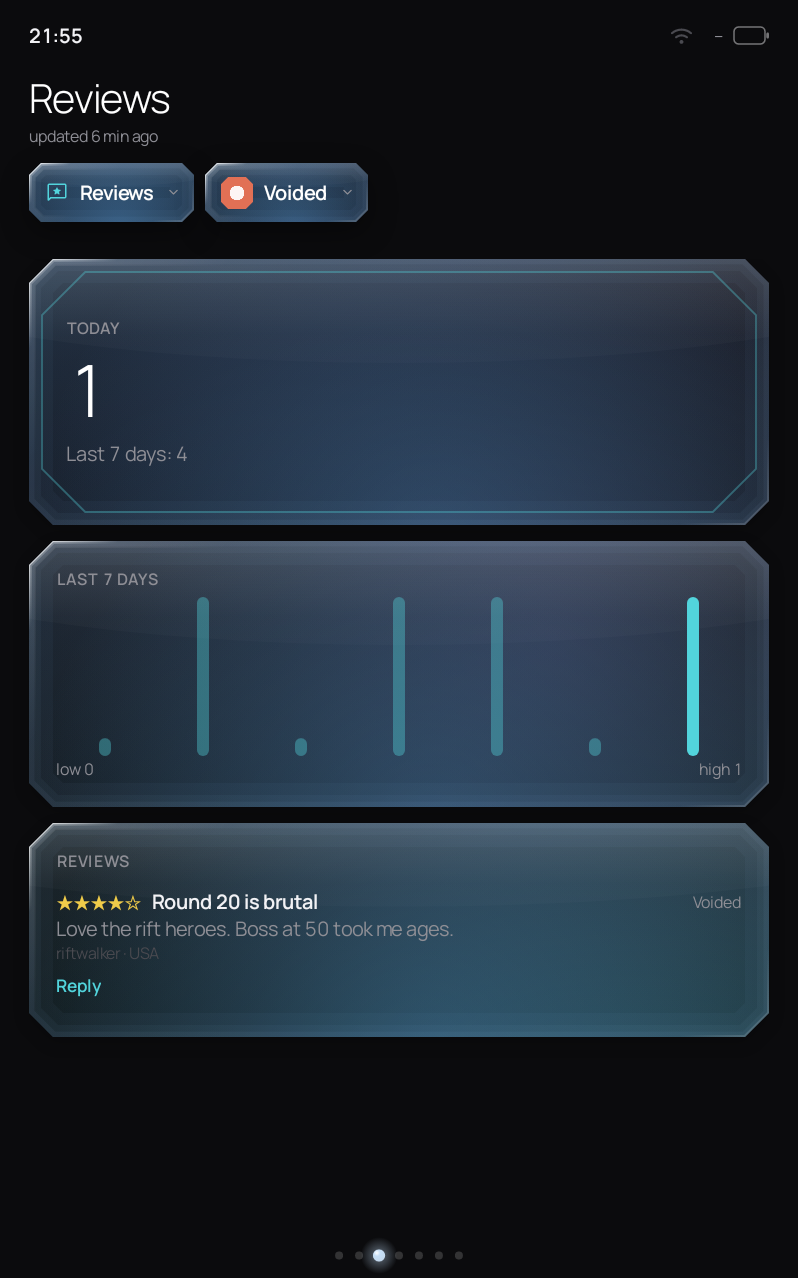 21:55
–
Reviews
updated 6 min ago
Reviews
Voided
TODAY
1
Last 7 days: 4
LAST 7 DAYS
low 0
high 1
REVIEWS
★★★★☆ Round 20 is brutal
Voided
Love the rift heroes. Boss at 50 took me ages.
riftwalker · USA
Reply